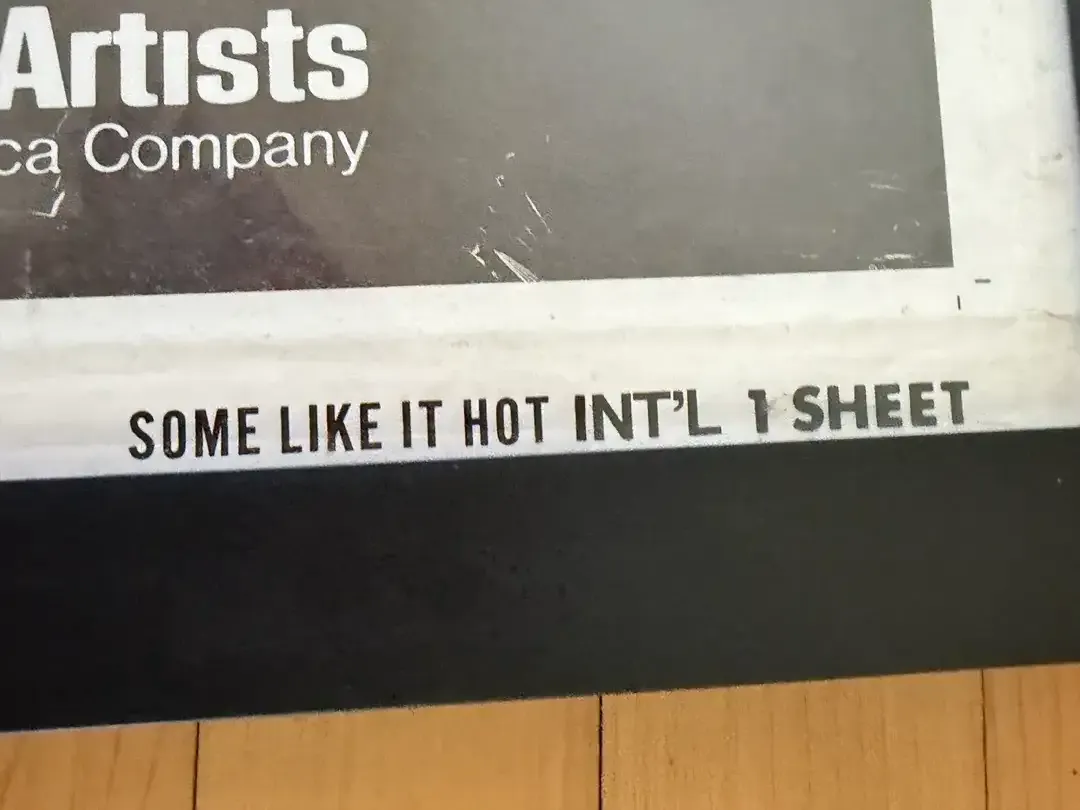 Artists
ca Company
SOME LIKE IT HOT INT'L 1 SHEET